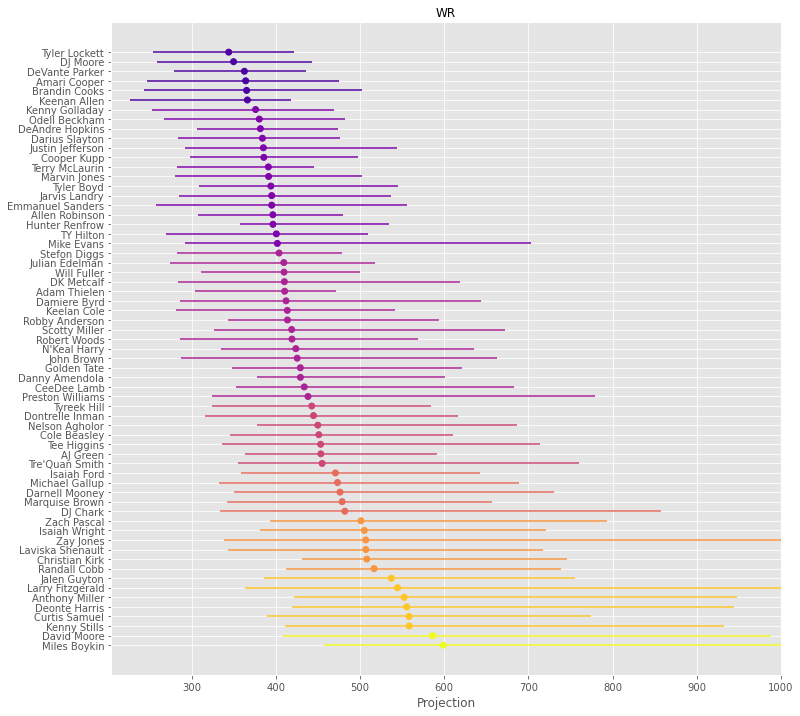 WR
Tyler Lockett
DJ Moore
DeVante Parker
Amari Cooper
Brandin Cooks
Keenan Allen
Kenny Golladay
Odell Beckham
DeAndre Hopkins
Darius Slayton
Justin Jefferson
Cooper Kupp
Terry McLaurin
Marvin Jones
Tyler Boyd
Jarvis Landry
Emmanuel Sanders
Allen Robinson
Hunter Renfrow
TY Hilton
Mike Evans
Stefon Diggs
Julian Edelman
Will Fuller
DK Metcalf
Adam Thielen
Damiere Byrd
Keelan Cole
Robby Anderson
Scotty Miller
Robert Woods
N'Keal Harry
John Brown
Golden Tate
Danny Amendola
CeeDee Lamb
Preston Williams
Tyreek Hill
Dontrelle Inman
Nelson Agholor
Cole Beasley
Tee Higgins
AJ Green
Tre'Quan Smith
Isaiah Ford
Michael Gallup
Darnell Mooney
Marquise Brown
DJ Chark
Zach Pascal
Isaiah Wright
Zay Jones
Laviska Shenault
Christian Kirk
Randall Cobb
Jalen Guyton
Larry Fitzgerald
Anthony Miller
Deonte Harris
Curtis Samuel
Kenny Stills
David Moore
Miles Boykin
300 400 500 600 700 800 900 1000
Projection